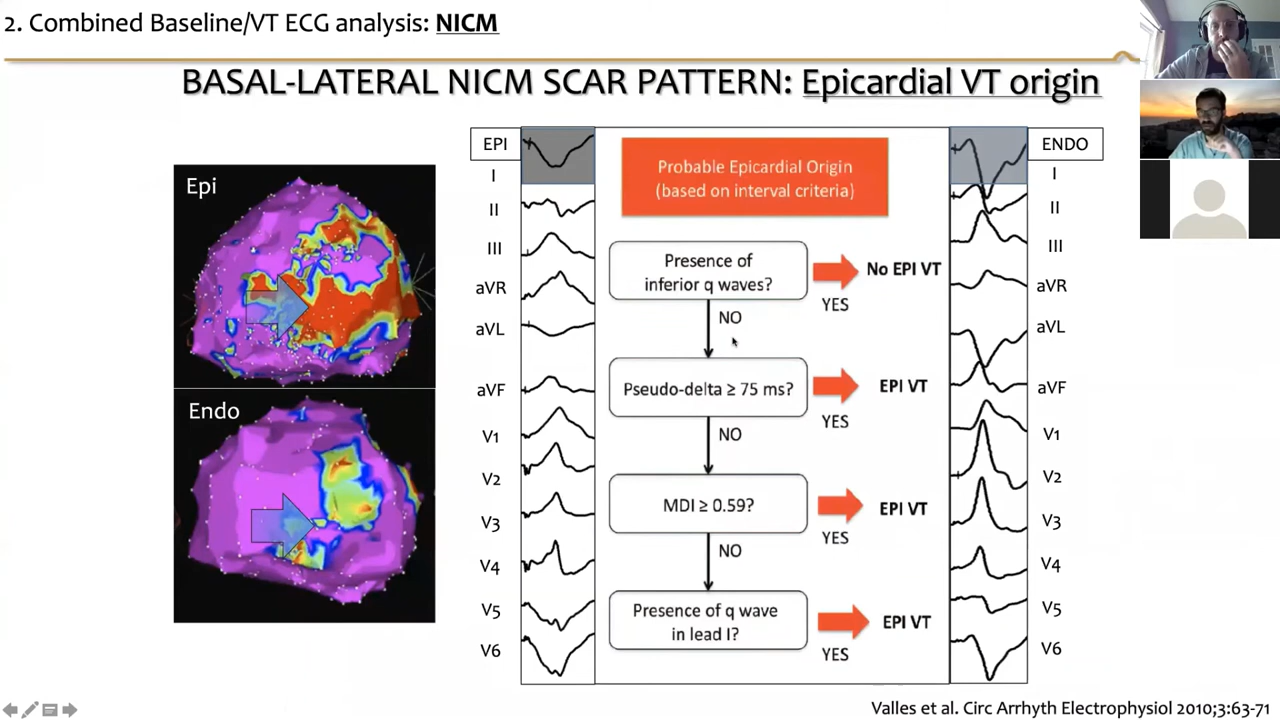 2. Combined Baseline/VT ECG analysis: NICM
BASAL-LATERAL NICM SCAR PATTERN: Epicardial VT origin
Epi
Endo
EPI
I
II
III
aVR
aVL
aVF
V1
V2
V3
V4
V5
V6
Probable Epicardial Origin
(based on interval criteria)
Presence of
inferior q waves?
YES
No EPI VT
NO
Pseudo-delta ≥ 75 ms?
YES
EPI VT
NO
MDI ≥ 0.59?
YES
EPI VT
NO
Presence of q wave
in lead I?
YES
EPI VT
ENDO
I
II
III
aVR
aVL
aVF
V1
V2
V3
V4
V5
V6
Valles et al. Circ Arrhyth Electrophysiol 2010;3:63-71